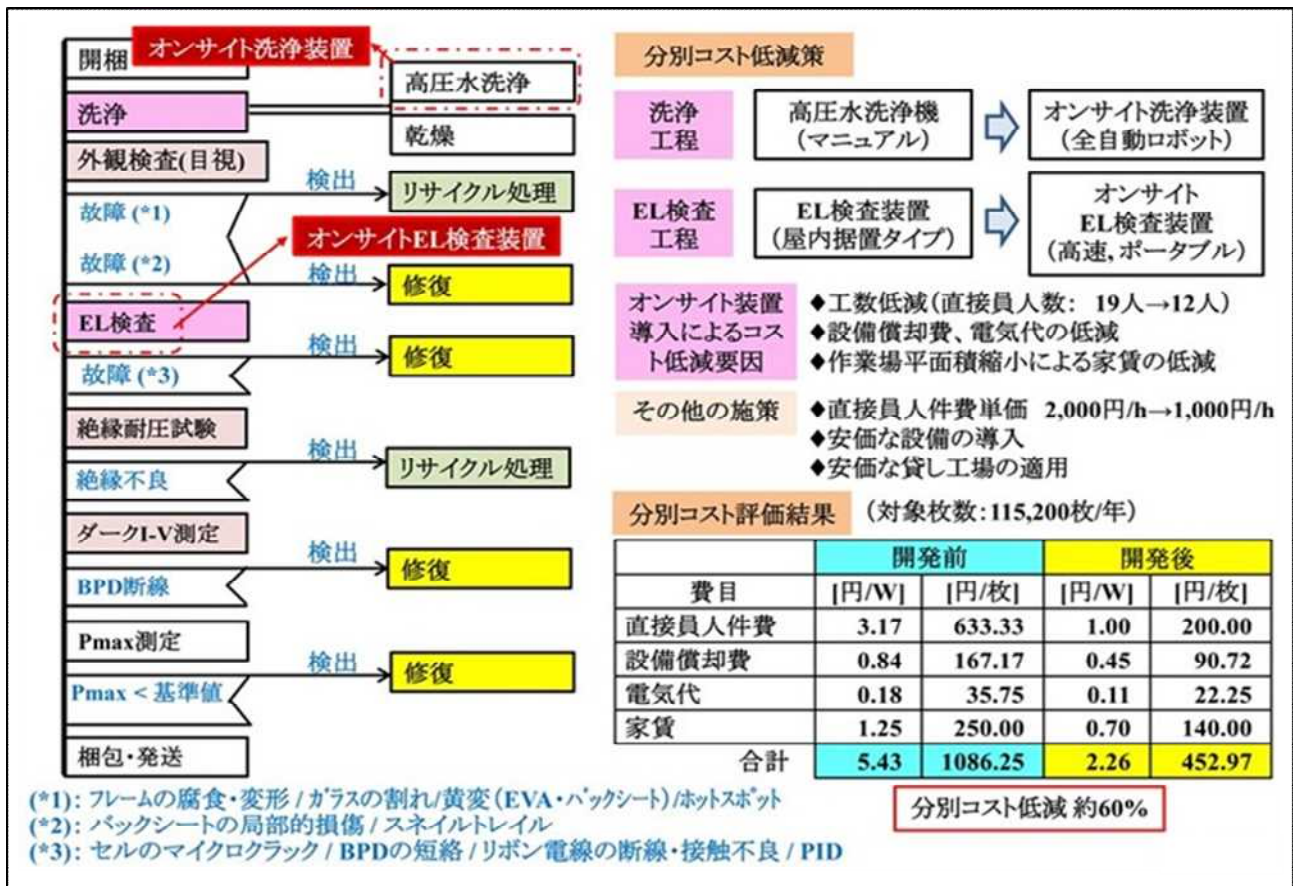 開梱
オンサイト洗浄装置
高圧水洗浄
洗浄
乾燥
外観検査(目視)
検出
リサイクル処理
故障 (*1)
オンサイトEL検査装置
故障 (*2)
検出
修復
EL検査
検出
修復
故障 (*3)
絶縁耐圧試験
検出
リサイクル処理
絶縁不良
ダークI-V測定
検出
修復
BPD断線
Pmax測定
検出
修復
Pmax < 基準値
梱包・発送
(*1): フレームの腐食・変形 / ガラスの割れ/黄変(EVA・バックシート)/ホットスポット
(*2): バックシートの局部的損傷 / スネイルトレイル
(*3): セルのマイクロクラック / BPDの短絡 / リボン電線の断線・接触不良 / PID
分別コスト低減策
洗浄
工程
高圧水洗浄機
(マニュアル)
オンサイト洗浄装置
(全自動ロボット)
EL検査
工程
EL検査装置
(屋内据置タイプ)
オンサイト
EL検査装置
(高速,ポータブル)
オンサイト装置
導入によるコス
ト低減要因
◆工数低減(直接員人数: 19人→12人)
◆設備償却費、電気代の低減
◆作業場平面積縮小による家賃の低減
その他の施策
◆直接員人件費単価 2,000円/h→1,000円/h
◆安価な設備の導入
◆安価な貸し工場の適用
分別コスト評価結果 (対象枚数:115,200枚/年)
開発前 開発後
費目 [円/W] [円/枚] [円/W] [円/枚]
直接員人件費 3.17 633.33 1.00 200.00
設備償却費 0.84 167.17 0.45 90.72
電気代 0.18 35.75 0.11 22.25
家賃 1.25 250.00 0.70 140.00
合計 5.43 1086.25 2.26 452.97
分別コスト低減 約60%